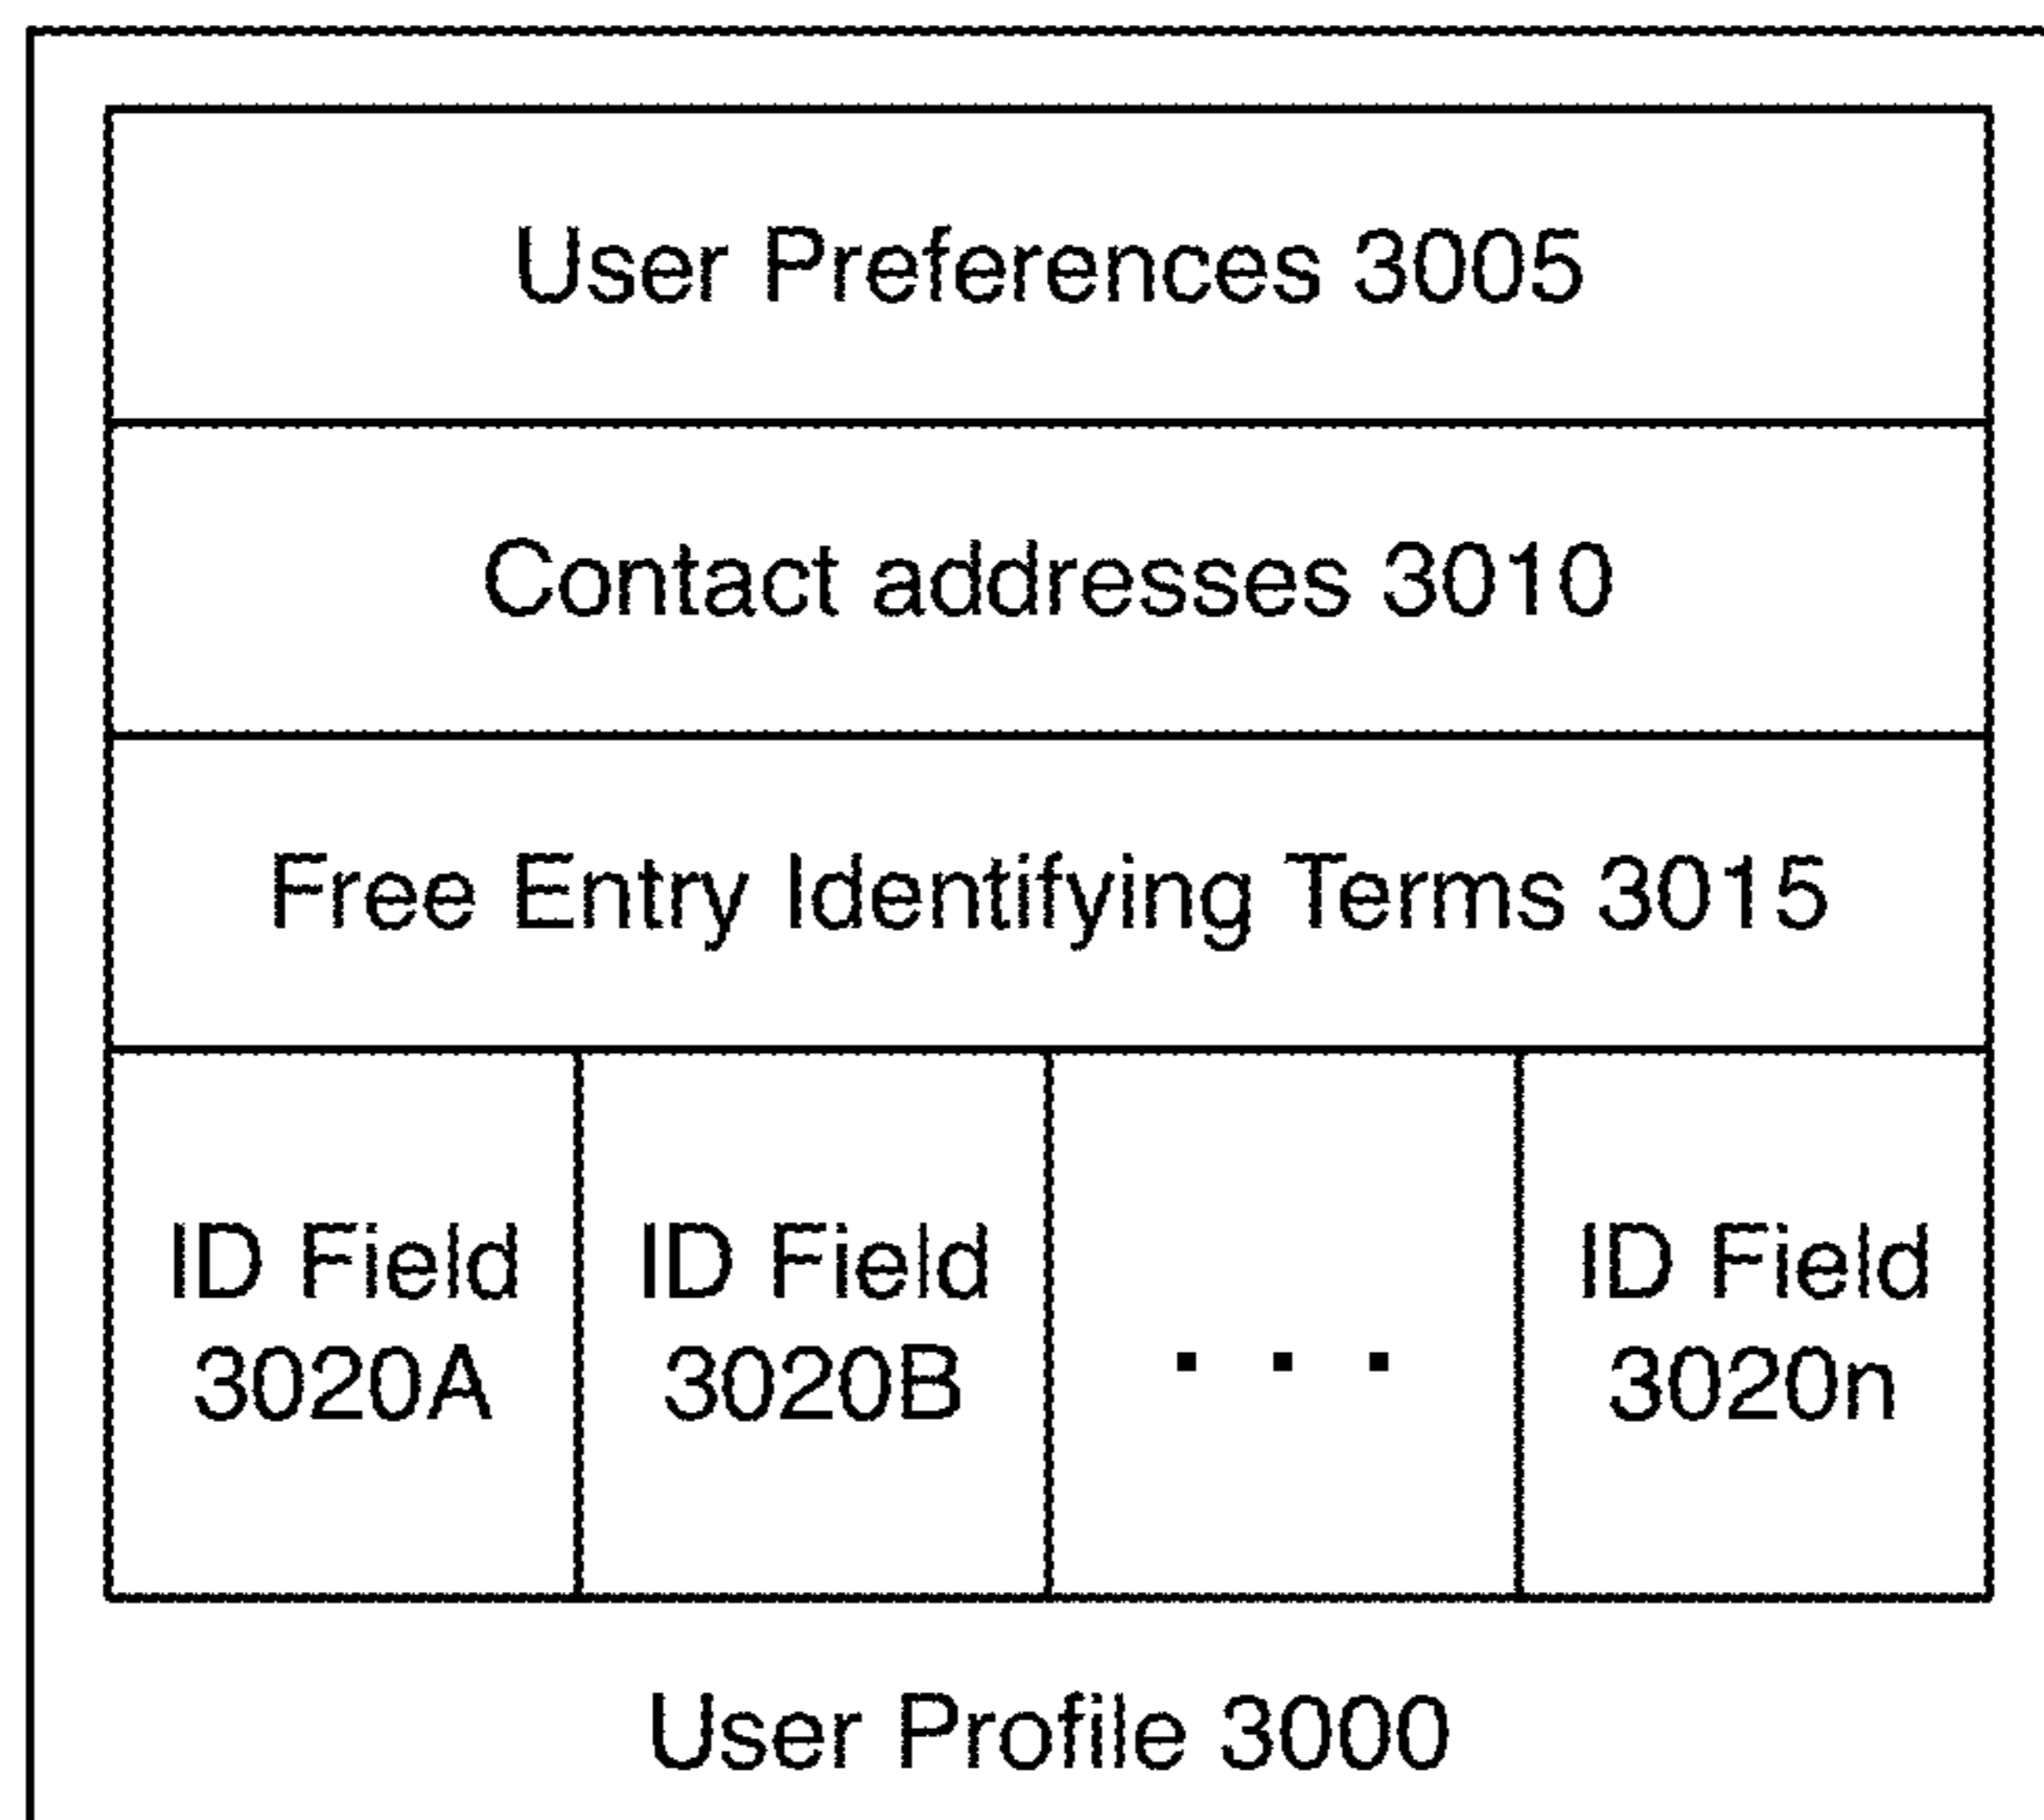 User Preferences 3005
Contact addresses 3010
Free Entry Identifying Terms 3015
ID Field
3020A
ID Field
3020B
. . .
ID Field
3020n
User Profile 3000